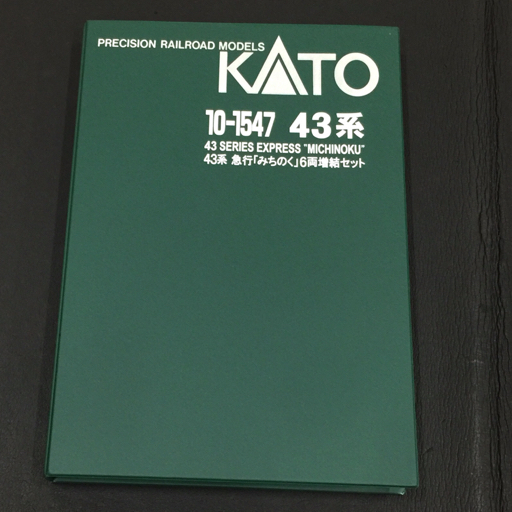 PRECISION RAILROAD MODELS
KATO
10-1547 43系
43 SERIES EXPRESS "MICHINOKU"
43系 急行「みちのく」6両増結セット